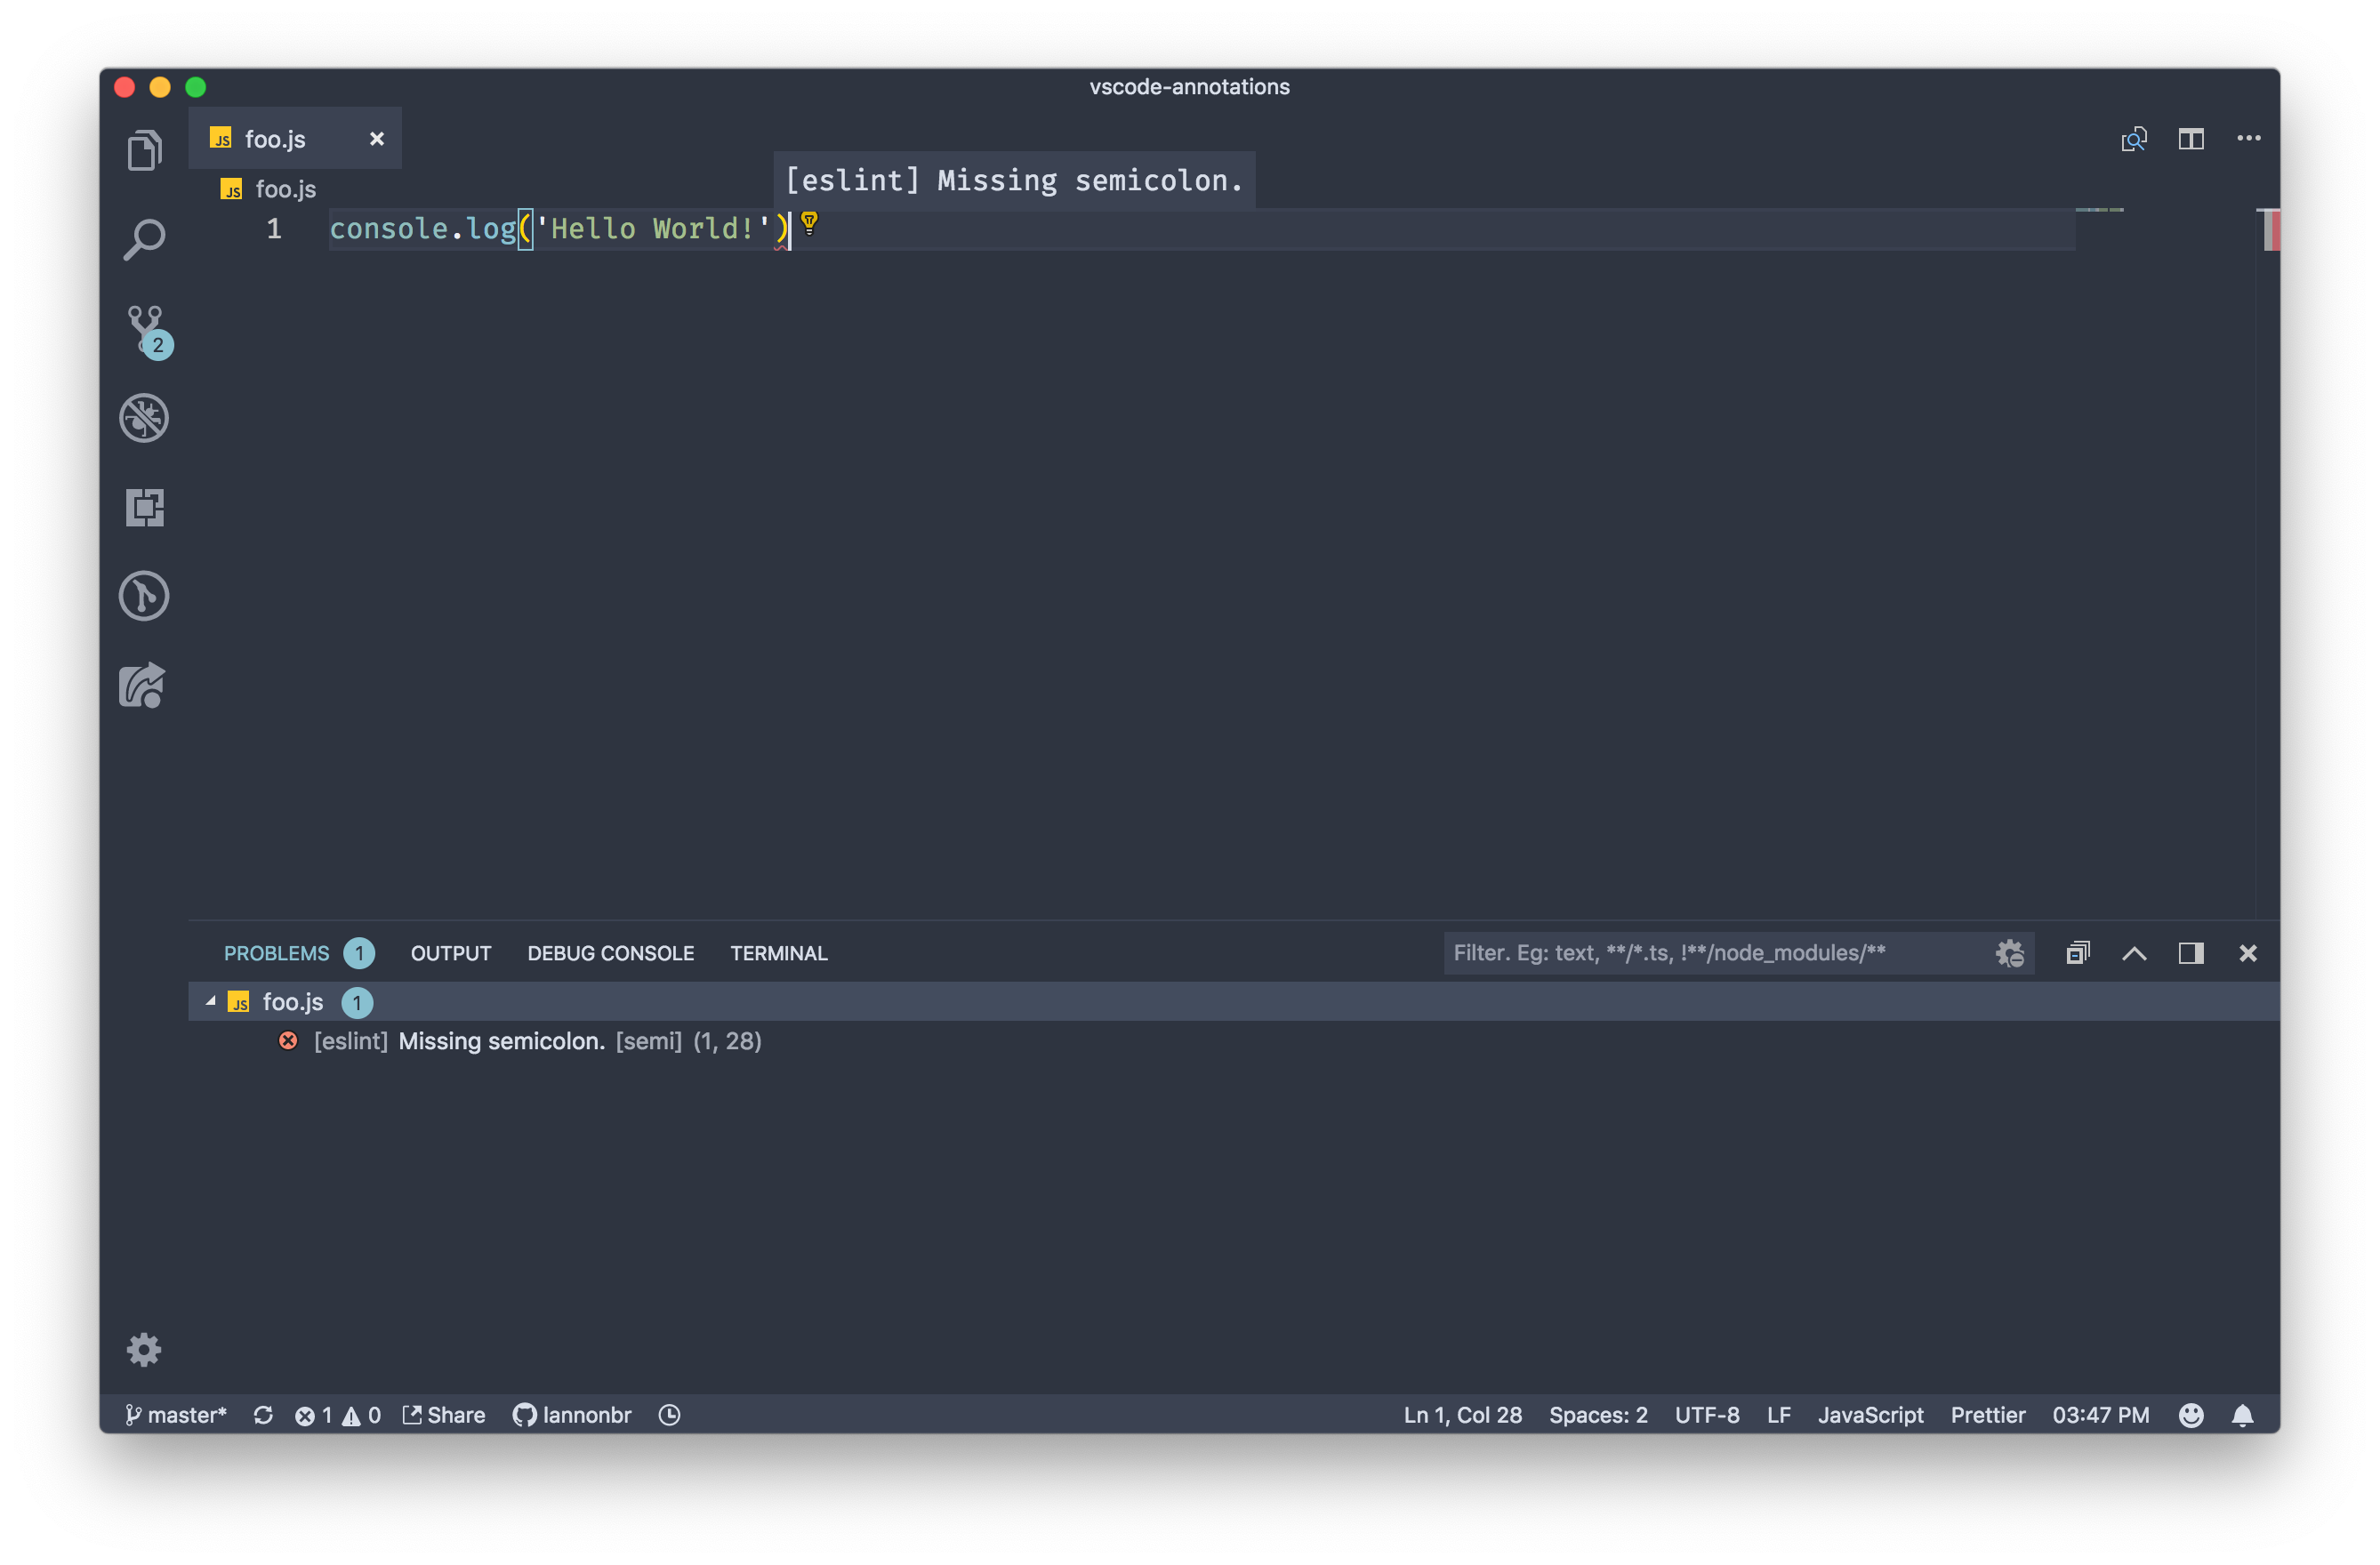 vscode-annotations
JS foo.js
JS foo.js
[eslint] Missing semicolon.
1 console.log('Hello World!')
2
PROBLEMS 1 OUTPUT DEBUG CONSOLE TERMINAL Filter. Eg: text, **/*.ts, !**/node_modules/**
JS foo.js 1
[eslint] Missing semicolon. [semi] (1, 28)
master* 1 0 Share lannonbr Ln 1, Col 28 Spaces: 2 UTF-8 LF JavaScript Prettier 03:47 PM